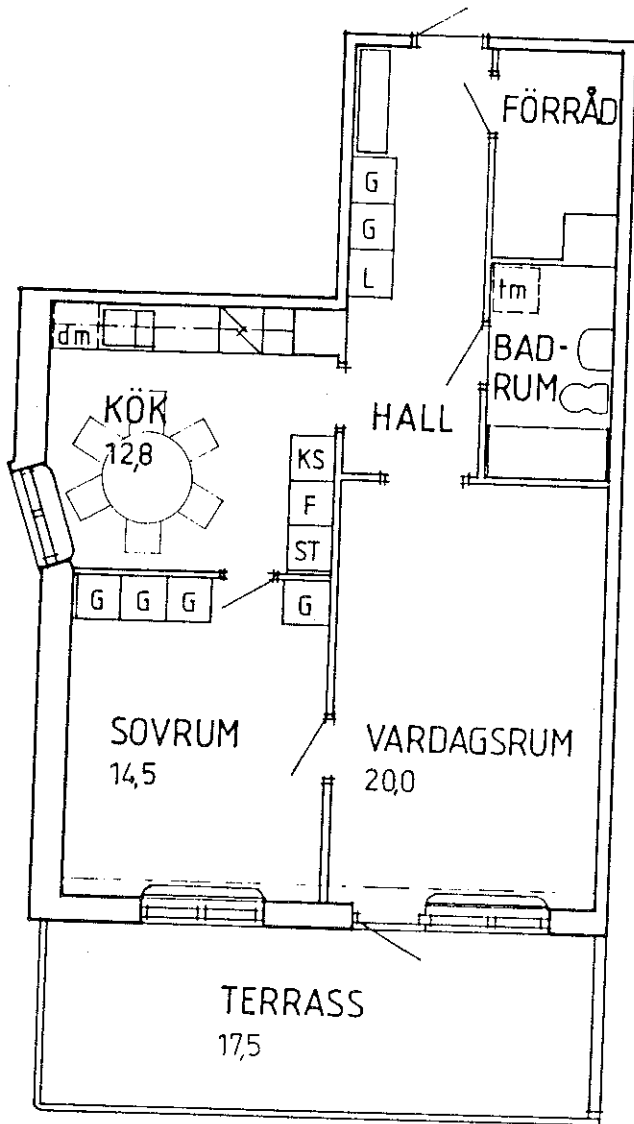 FÖRRÅD
G
G
L
tm
dm
BAD-
RUM
KÖK
12,8
HALL
KS
F
ST
G G G
G
SOVRUM
14,5
VARDAGSRUM
20,0
TERRASS
17,5